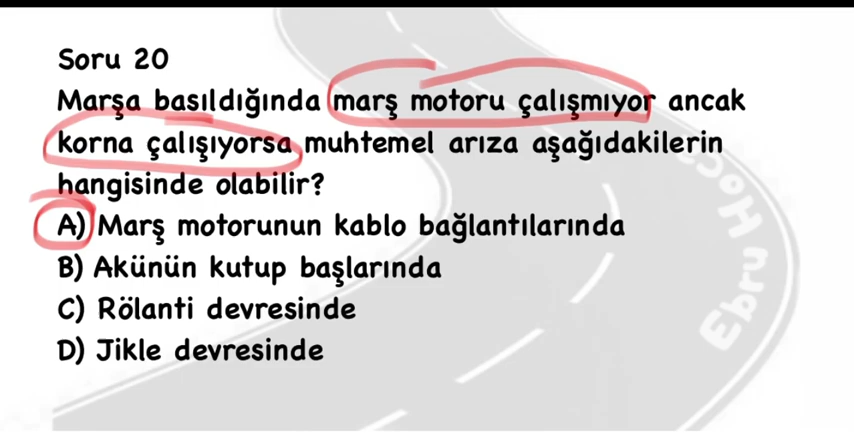 Soru 20
Marşa basıldığında marş motoru çalışmıyor ancak
korna çalışıyorsa muhtemel arıza aşağıdakilerin
hangisinde olabilir?
A) Marş motorunun kablo bağlantılarında
B) Akünün kutup başlarında
C) Rölanti devresinde
D) Jikle devresinde
Ebru Hoca